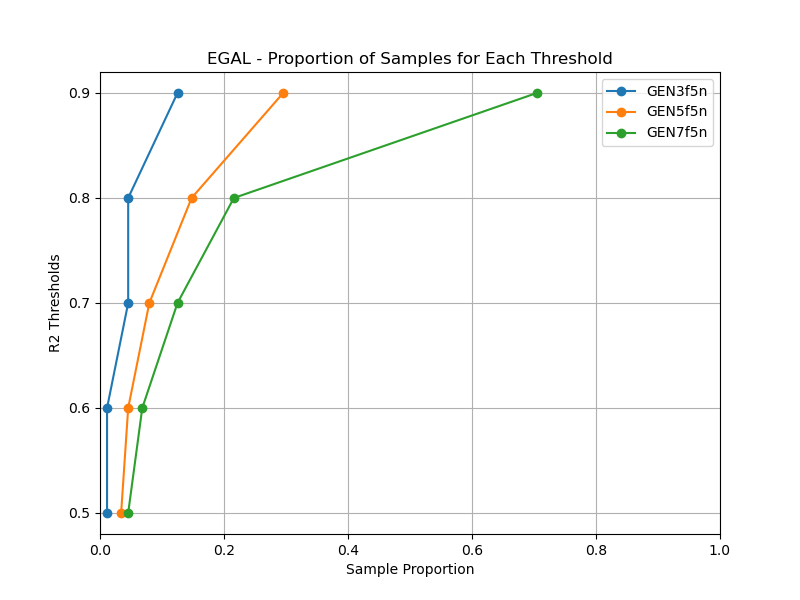 EGAL - Proportion of Samples for Each Threshold
GEN3f5n
GEN5f5n
GEN7f5n
R2 Thresholds
0.9
0.8
0.7
0.6
0.5
0.0 0.2 0.4 0.6 0.8 1.0
Sample Proportion